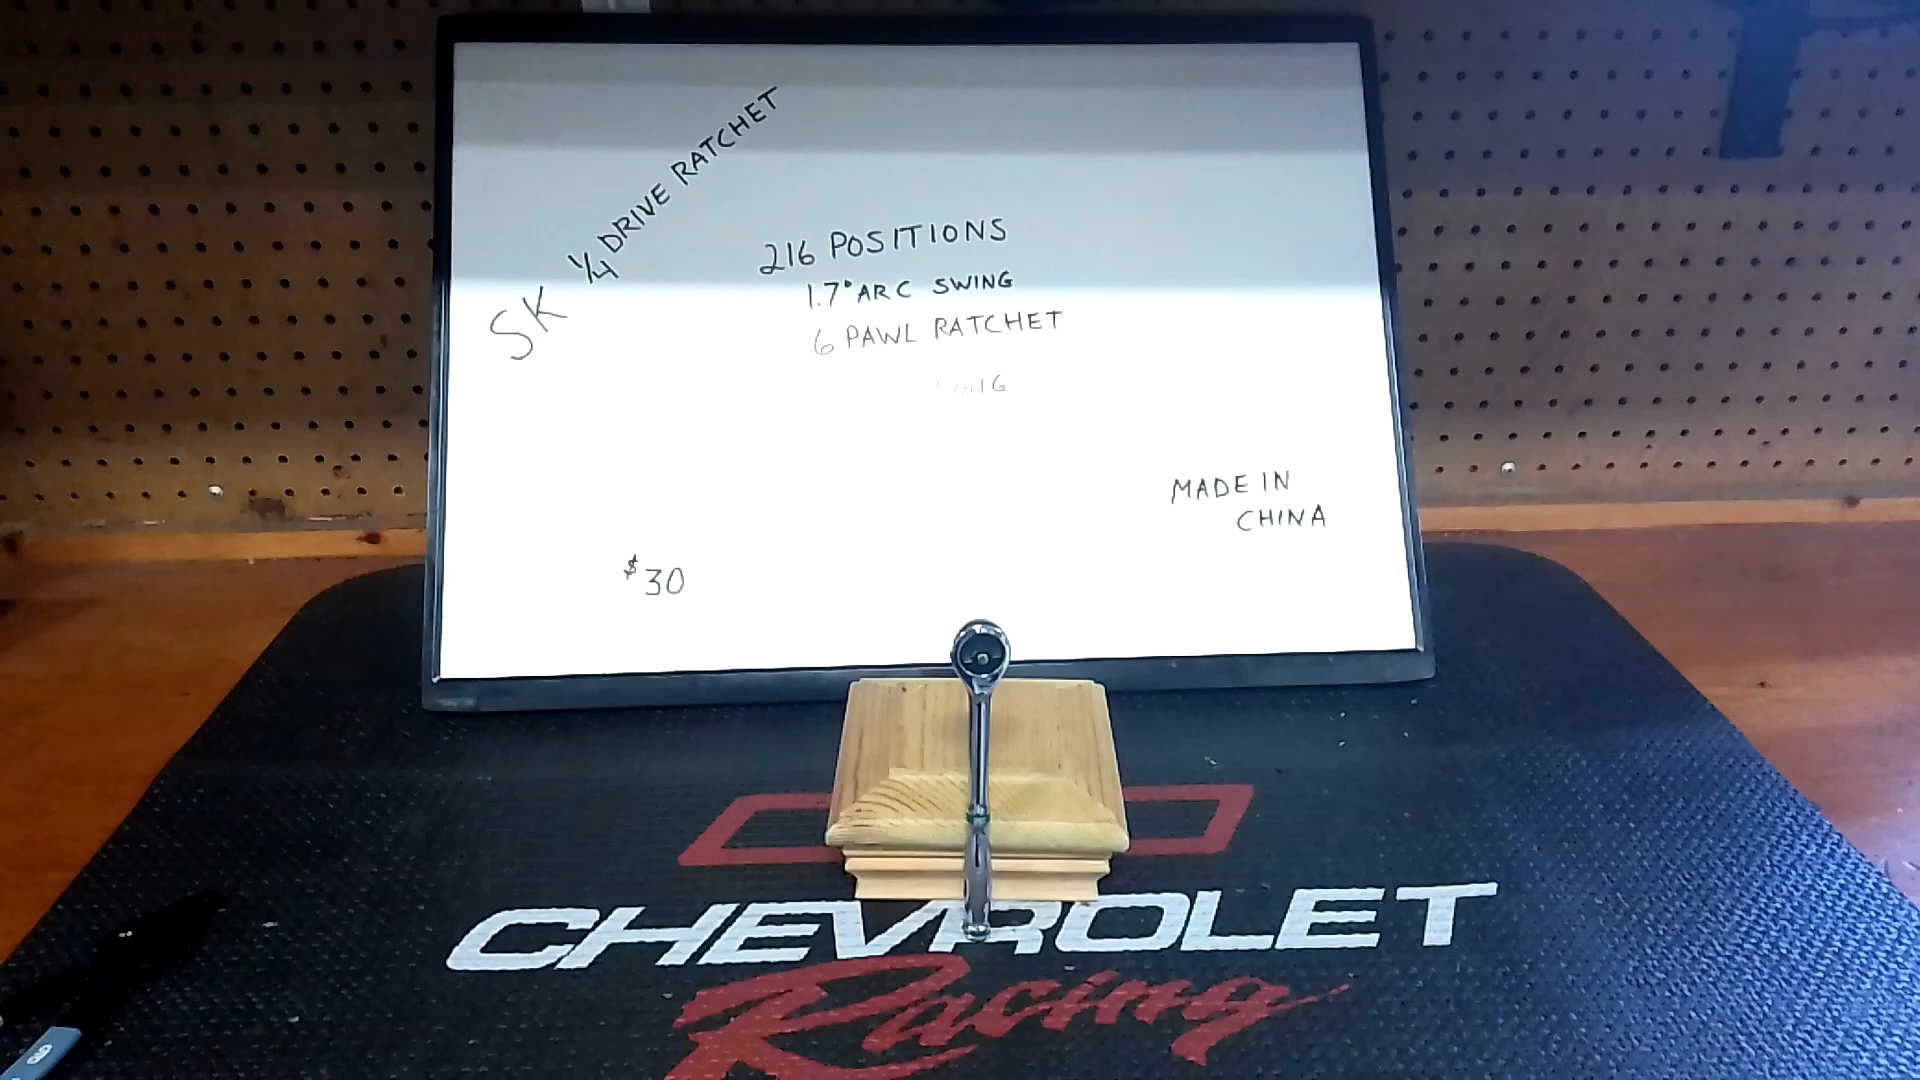 SK 1/4 DRIVE RATCHET
216 POSITIONS
1.7° ARC SWING
6 PAWL RATCHET
$30
MADE IN
CHINA
CHEVROLET
Racing